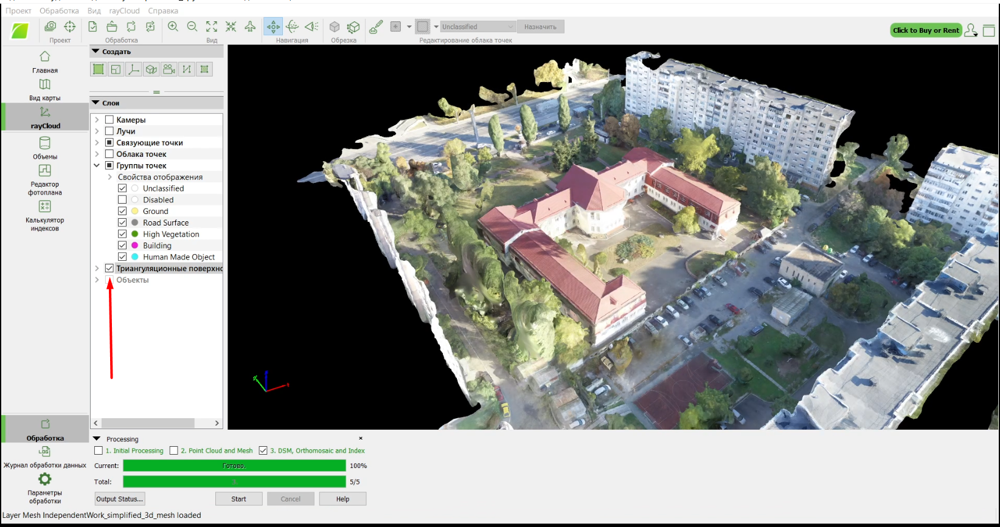 Проект Обработка Вид rayCloud Справка
Unclassified Назначить
Click to Buy or Rent
Проект Обработка Вид Навигация Обрезка Редактирование облака точек
Главная
Вид карты
rayCloud
Объемы
Редактор
фотоплана
Калькулятор
индексов
Создать
Слои
Камеры
Лучи
Связующие точки
Облака точек
Группы точек
Свойства отображения
Unclassified
Disabled
Ground
Road Surface
High Vegetation
Building
Human Made Object
Триангуляционные поверхно
Объекты
Обработка
LOG
Журнал обработки данных
Параметры
обработки
Processing
1. Initial Processing 2. Point Cloud and Mesh 3. DSM, Orthomosaic and Index
Current: Готово. 100%
Total: 3. 5/5
Output Status... Start Cancel Help
Layer Mesh IndependentWork_simplified_3d_mesh loaded